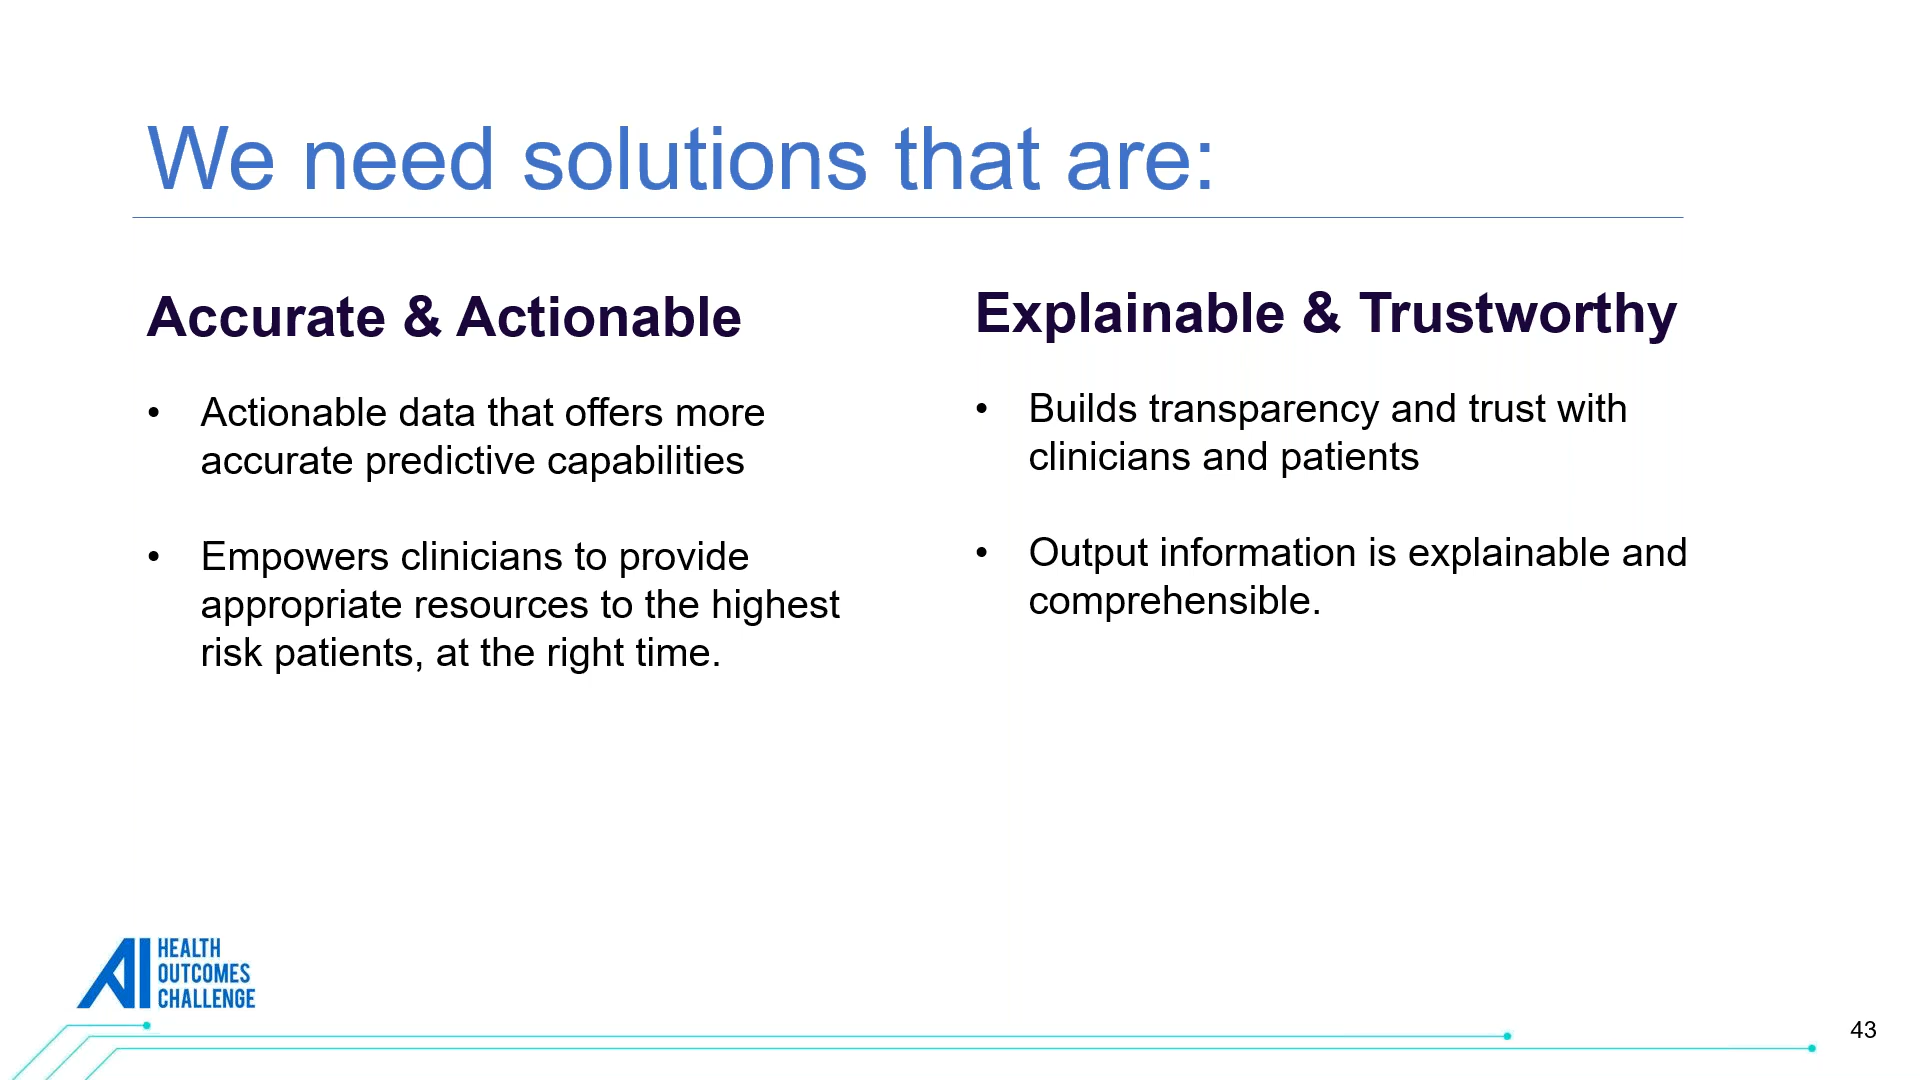 We need solutions that are:
Accurate & Actionable
• Actionable data that offers more
accurate predictive capabilities
• Empowers clinicians to provide
appropriate resources to the highest
risk patients, at the right time.
Explainable & Trustworthy
• Builds transparency and trust with
clinicians and patients
• Output information is explainable and
comprehensible.
AI HEALTH
OUTCOMES
CHALLENGE
43